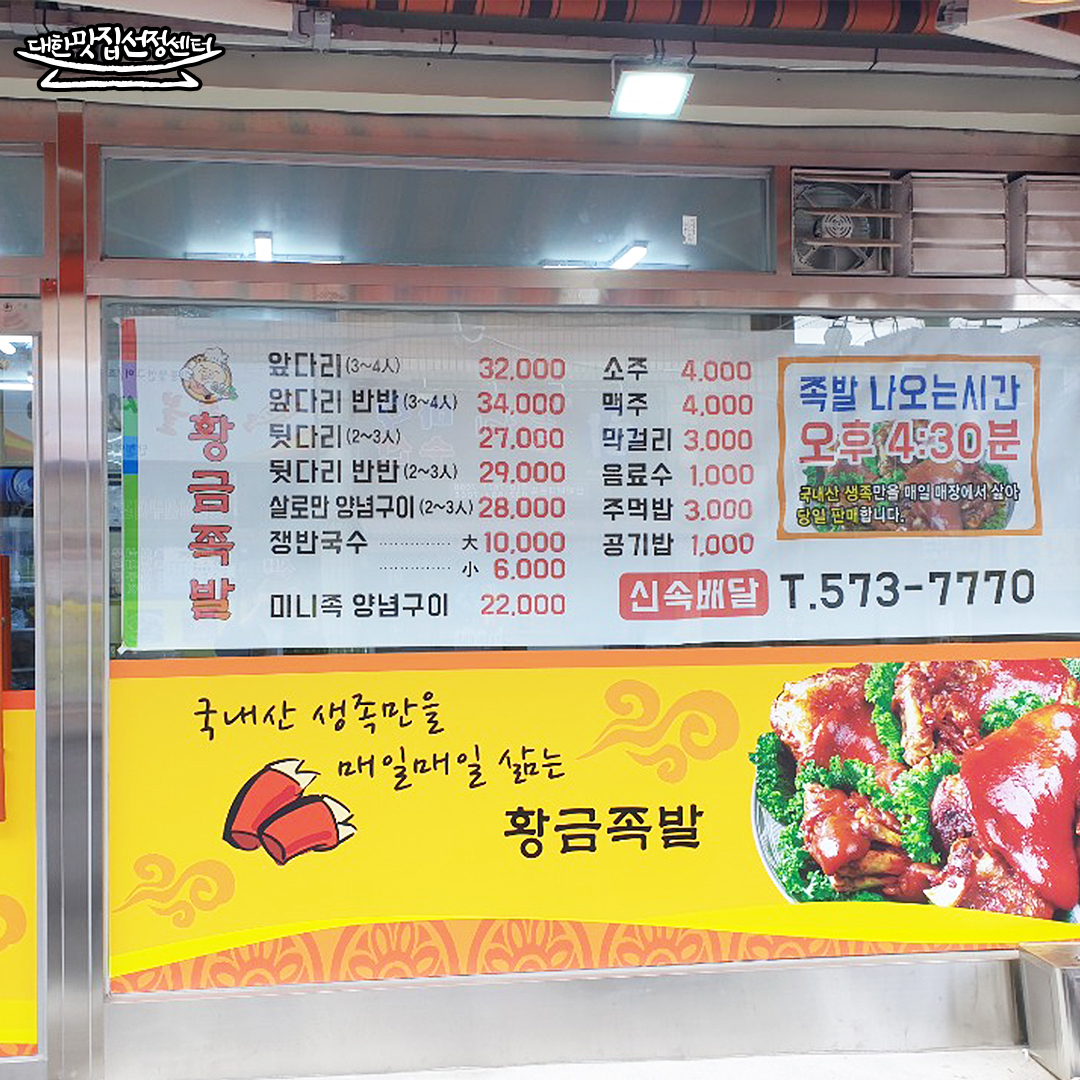 대한맛집선정센터
황금족발
앞다리(3~4人) 32,000
앞다리 반반(3~4人) 34,000
뒷다리(2~3人) 27,000
뒷다리 반반(2~3人) 29,000
살로만 양념구이(2~3人) 28,000
쟁반국수 ·············· 大 10,000
·············· 小 6,000
미니족 양념구이 22,000
소주 4,000
맥주 4,000
막걸리 3,000
음료수 1,000
주먹밥 3,000
공기밥 1,000
신속배달 T.573-7770
족발 나오는시간
오후 4:30분
국내산 생족만을 매일 매장에서 삶아
당일 판매합니다.
국내산 생족만을
매일매일 삶는
황금족발